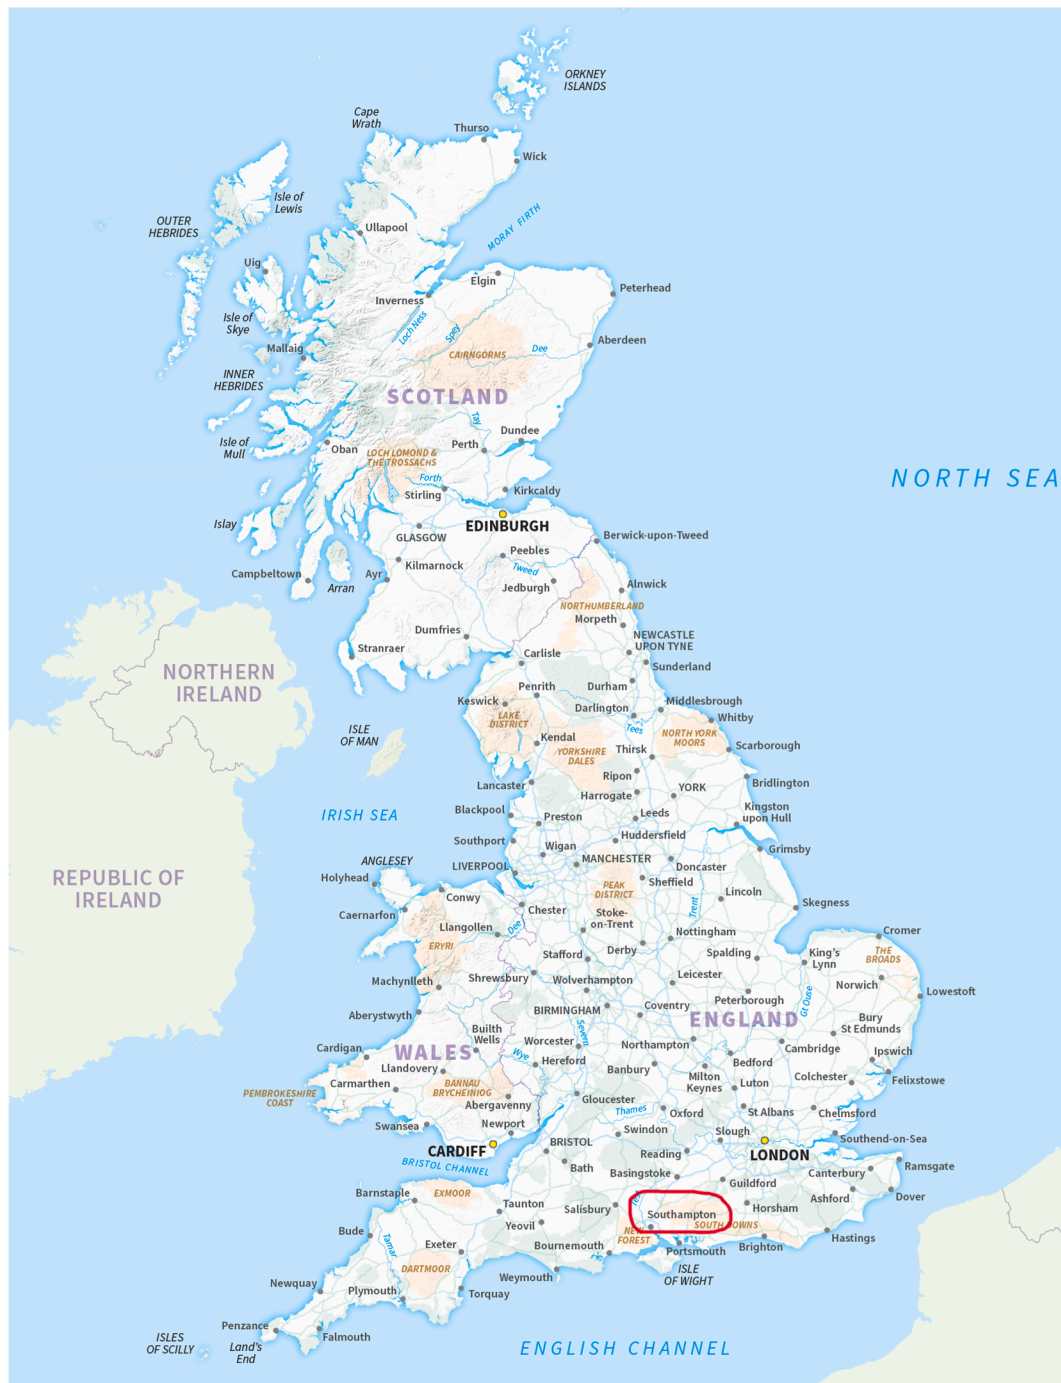 ORKNEY
ISLANDS
Cape
Wrath
Thurso
Wick
Isle of
Lewis
OUTER
HEBRIDES
Ullapool
MORAY FIRTH
Uig
Elgin
Peterhead
Inverness
Isle of
Skye
Loch Ness
Spey
Dee
Aberdeen
Mallaig
CAIRNGORMS
INNER
HEBRIDES
SCOTLAND
Tay
Dundee
Isle of
Mull
Oban
LOCH LOMOND &
THE TROSSACHS
Perth
NORTH SEA
Forth
Stirling
Kirkcaldy
Islay
EDINBURGH
GLASGOW
Berwick-upon-Tweed
Peebles
Kilmarnock
Tweed
Campbeltown
Ayr
Arran
Jedburgh
Alnwick
NORTHUMBERLAND
Morpeth
Dumfries
NEWCASTLE
UPON TYNE
Stranraer
Carlisle
Sunderland
NORTHERN
IRELAND
Penrith
Durham
Keswick
Middlesbrough
Darlington
LAKE
DISTRICT
Whitby
Tees
ISLE
OF MAN
Kendal
NORTH YORK
MOORS
Scarborough
YORKSHIRE
DALES
Thirsk
Ripon
Lancaster
Bridlington
Harrogate
YORK
IRISH SEA
Blackpool
Preston
Leeds
Kingston
upon Hull
Southport
Huddersfield
Wigan
Grimsby
ANGLESEY
LIVERPOOL
MANCHESTER
Doncaster
Holyhead
REPUBLIC OF
IRELAND
Conwy
PEAK
DISTRICT
Sheffield
Lincoln
Caernarfon
Chester
Trent
Skegness
Llangollen
Dee
Stoke-
on-Trent
Nottingham
Cromer
ERYRI
Stafford
Derby
Spalding
King's
Lynn
THE
BROADS
Machynlleth
Shrewsbury
Wolverhampton
Leicester
Norwich
Lowestoft
Peterborough
Gt Ouse
Aberystwyth
BIRMINGHAM
Coventry
ENGLAND
Bury
St Edmunds
Builth
Wells
Severn
Worcester
Northampton
Cardigan
WALES
Wye
Hereford
Cambridge
Ipswich
Llandovery
Banbury
Bedford
Carmarthen
BANNAU
BRYCHEINIOG
Milton
Keynes
Luton
Colchester
Felixstowe
PEMBROKESHIRE
COAST
Abergavenny
Gloucester
Thames
Oxford
St Albans
Chelmsford
Swansea
Newport
Swindon
Slough
Southend-on-Sea
CARDIFF
BRISTOL
Reading
LONDON
BRISTOL CHANNEL
Bath
Basingstoke
Guildford
Canterbury
Ramsgate
Barnstaple
EXMOOR
Taunton
Salisbury
Southampton
Horsham
Ashford
Dover
Yeovil
NEW
FOREST
SOUTH DOWNS
Bude
Tamar
Exeter
Bournemouth
Portsmouth
Brighton
Hastings
DARTMOOR
Weymouth
ISLE
OF WIGHT
Newquay
Plymouth
Torquay
Penzance
Falmouth
ISLES
OF SCILLY
Land's
End
ENGLISH CHANNEL